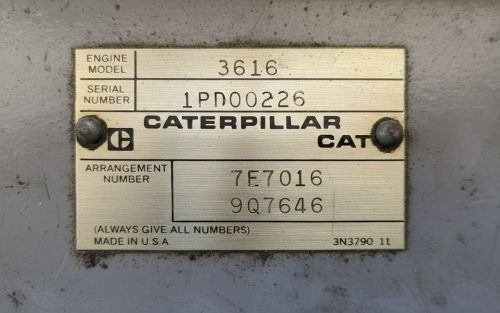 ENGINE
MODEL
3616
SERIAL
NUMBER
1PD00226
C CATERPILLAR
CAT
ARRANGEMENT
NUMBER
7E7016
9Q7646
(ALWAYS GIVE ALL NUMBERS)
MADE IN U.S.A.
3N3790 11